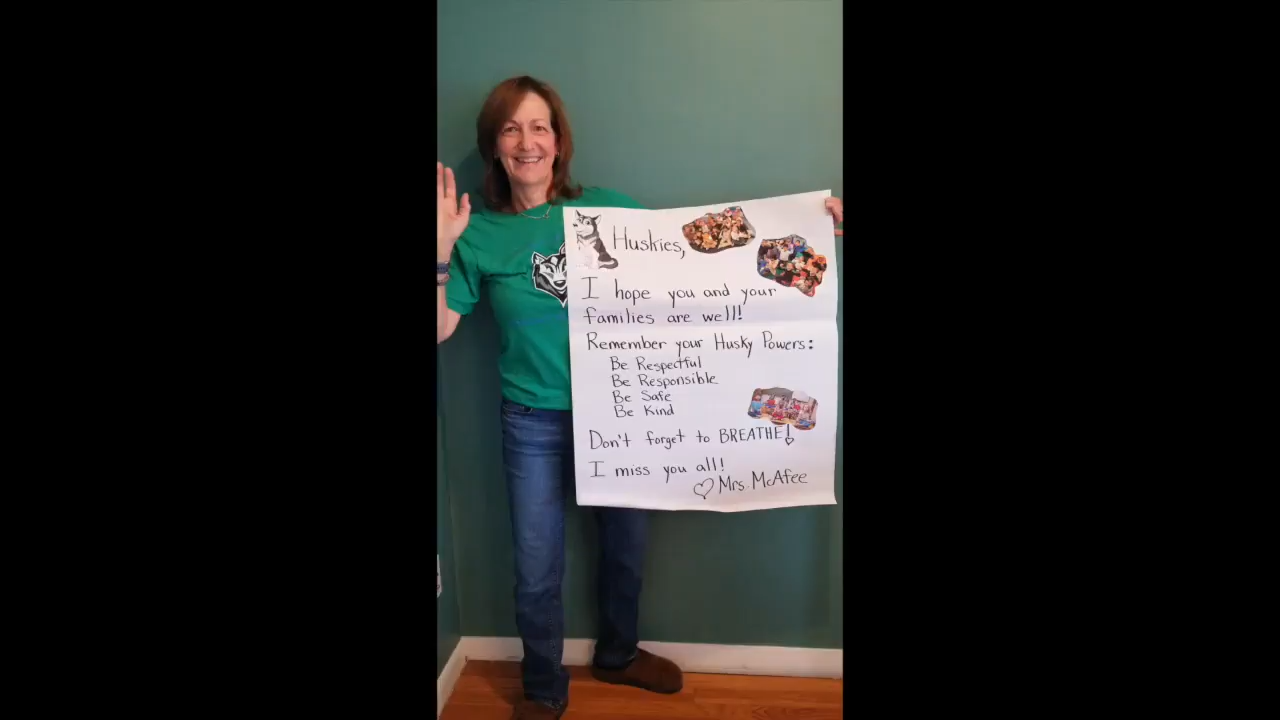 Huskies,
I hope you and your
families are well!
Remember your Husky Powers:
Be Respectful
Be Responsible
Be Safe
Be Kind
Don't forget to BREATHE!
I miss you all!
♡ Mrs. McAfee